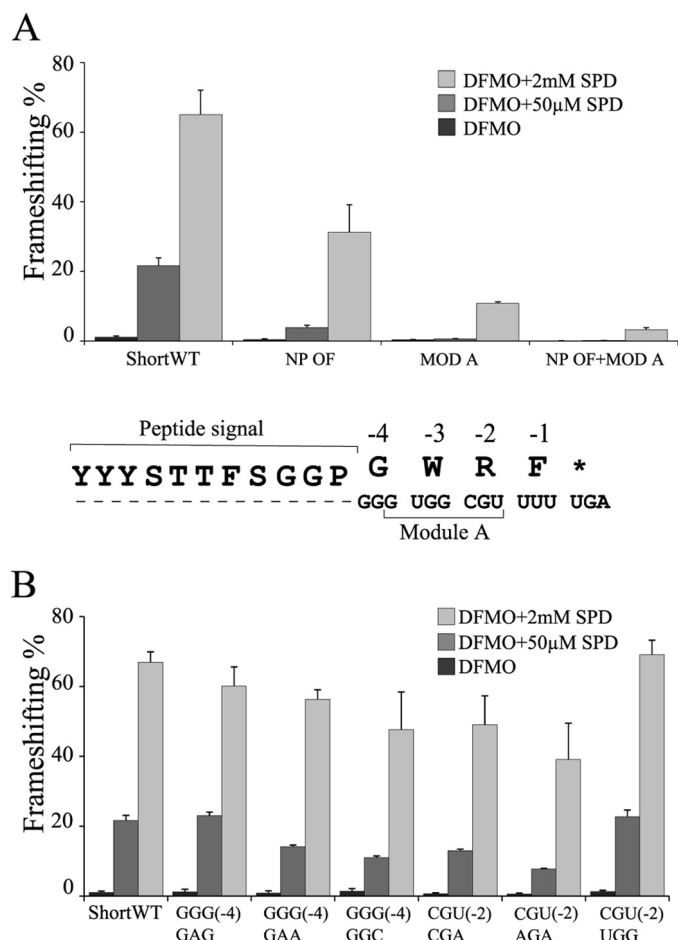 A
Frameshifting %
80
60
40
20
0
DFMO+2mM SPD
DFMO+50µM SPD
DFMO
ShortWT NP OF MOD A NP OF+MOD A
Peptide signal
-4 -3 -2 -1
YYYSTTFSGGP G W R F *
GGG UGG CGU UUU UGA
Module A
B
Frameshifting %
80
60
40
20
0
DFMO+2mM SPD
DFMO+50µM SPD
DFMO
ShortWT GGG(-4) GGG(-4) GGG(-4) CGU(-2) CGU(-2) CGU(-2)
GAG GAA GGC CGA AGA UGG